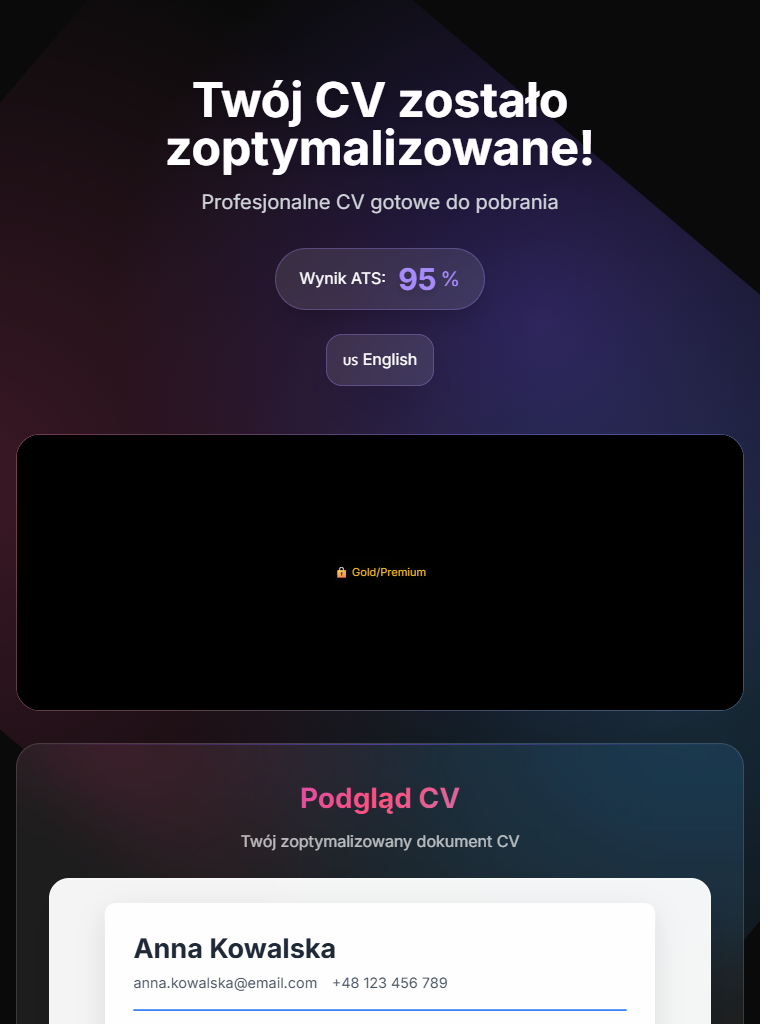 Twój CV zostało
zoptymalizowane!
Profesjonalne CV gotowe do pobrania
Wynik ATS: 95 %
US English
🔒 Gold/Premium
Podgląd CV
Twój zoptymalizowany dokument CV
Anna Kowalska
anna.kowalska@email.com +48 123 456 789